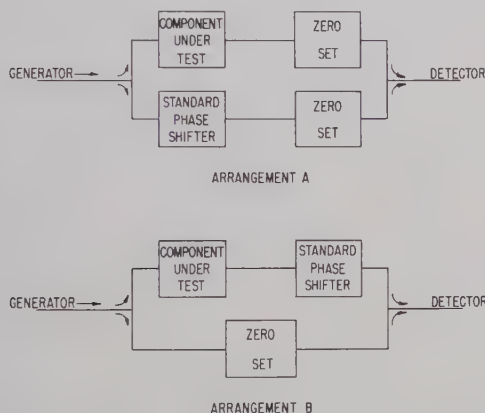 COMPONENT
UNDER
TEST
ZERO
SET
GENERATOR
DETECTOR
STANDARD
PHASE
SHIFTER
ZERO
SET
ARRANGEMENT A
COMPONENT
UNDER
TEST
STANDARD
PHASE
SHIFTER
GENERATOR
DETECTOR
ZERO
SET
ARRANGEMENT B